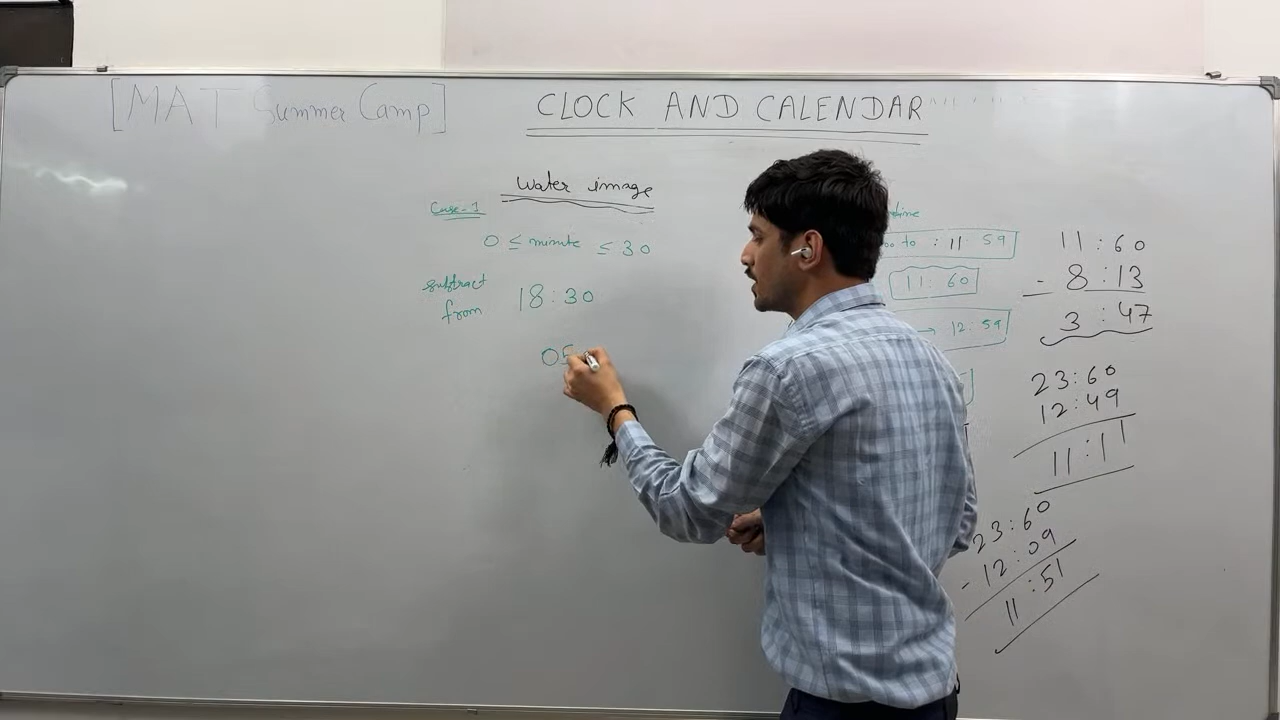 [MAT Summer Camp]
CLOCK AND CALENDAR
Water image
Case-1
0 ≤ minute ≤ 30
subtract from 18:30
05
to :11:59
11:60
→ 12:59
11:60
- 8:13
3:47
23:60
12:49
11:11
23:60
- 12:09
11:51